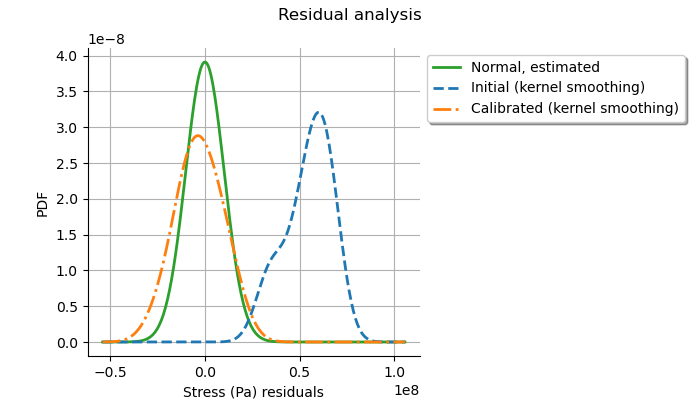 Residual analysis
1e−8
Normal, estimated
Initial (kernel smoothing)
Calibrated (kernel smoothing)
4.0
3.5
3.0
2.5
2.0
1.5
1.0
0.5
0.0
PDF
−0.5 0.0 0.5 1.0
1e8
Stress (Pa) residuals